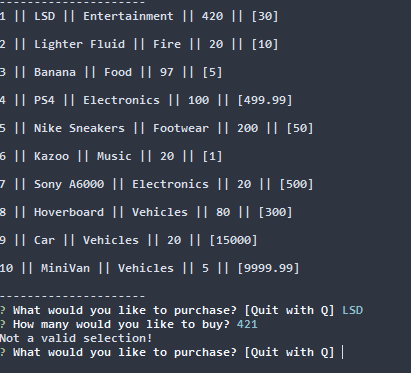 ---------------------
1 || LSD || Entertainment || 420 || [30]
2 || Lighter Fluid || Fire || 20 || [10]
3 || Banana || Food || 97 || [5]
4 || PS4 || Electronics || 100 || [499.99]
5 || Nike Sneakers || Footwear || 200 || [50]
6 || Kazoo || Music || 20 || [1]
7 || Sony A6000 || Electronics || 20 || [500]
8 || Hoverboard || Vehicles || 80 || [300]
9 || Car || Vehicles || 20 || [15000]
10 || MiniVan || Vehicles || 5 || [9999.99]
---------------------
? What would you like to purchase? [Quit with Q] LSD
? How many would you like to buy? 421
Not a valid selection!
? What would you like to purchase? [Quit with Q]